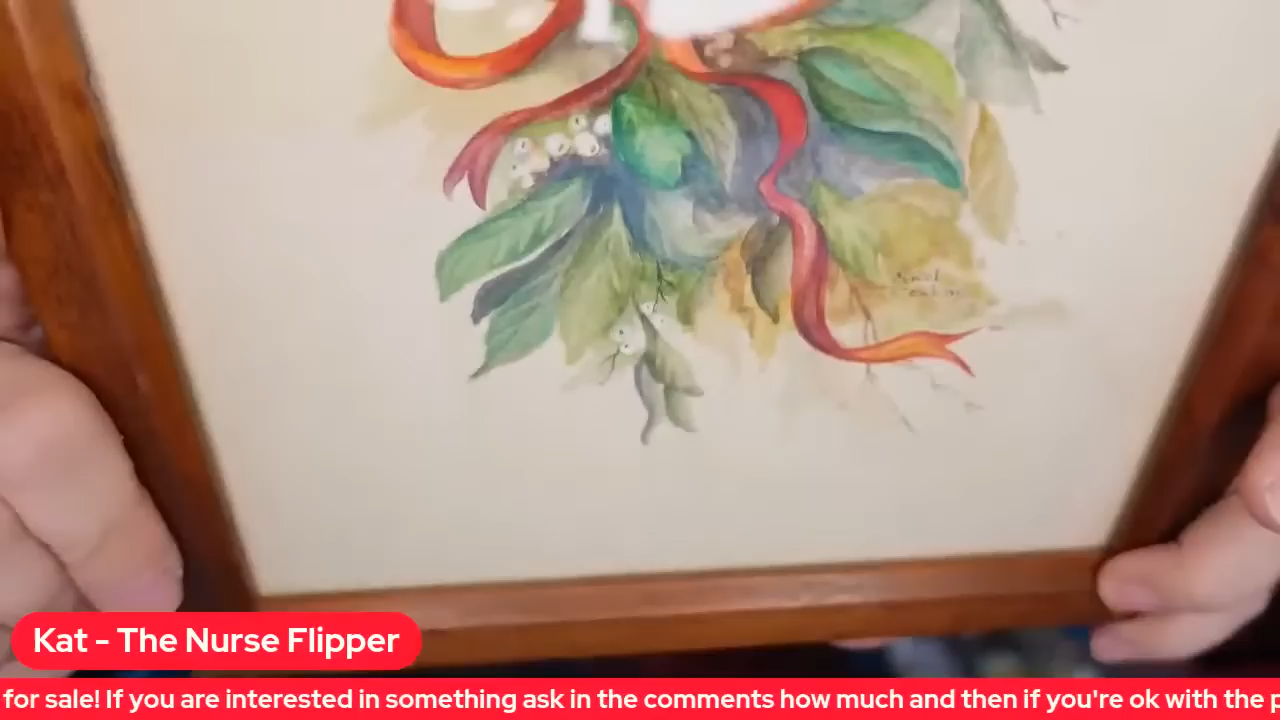 Kat - The Nurse Flipper
for sale! If you are interested in something ask in the comments how much and then if you're ok with the